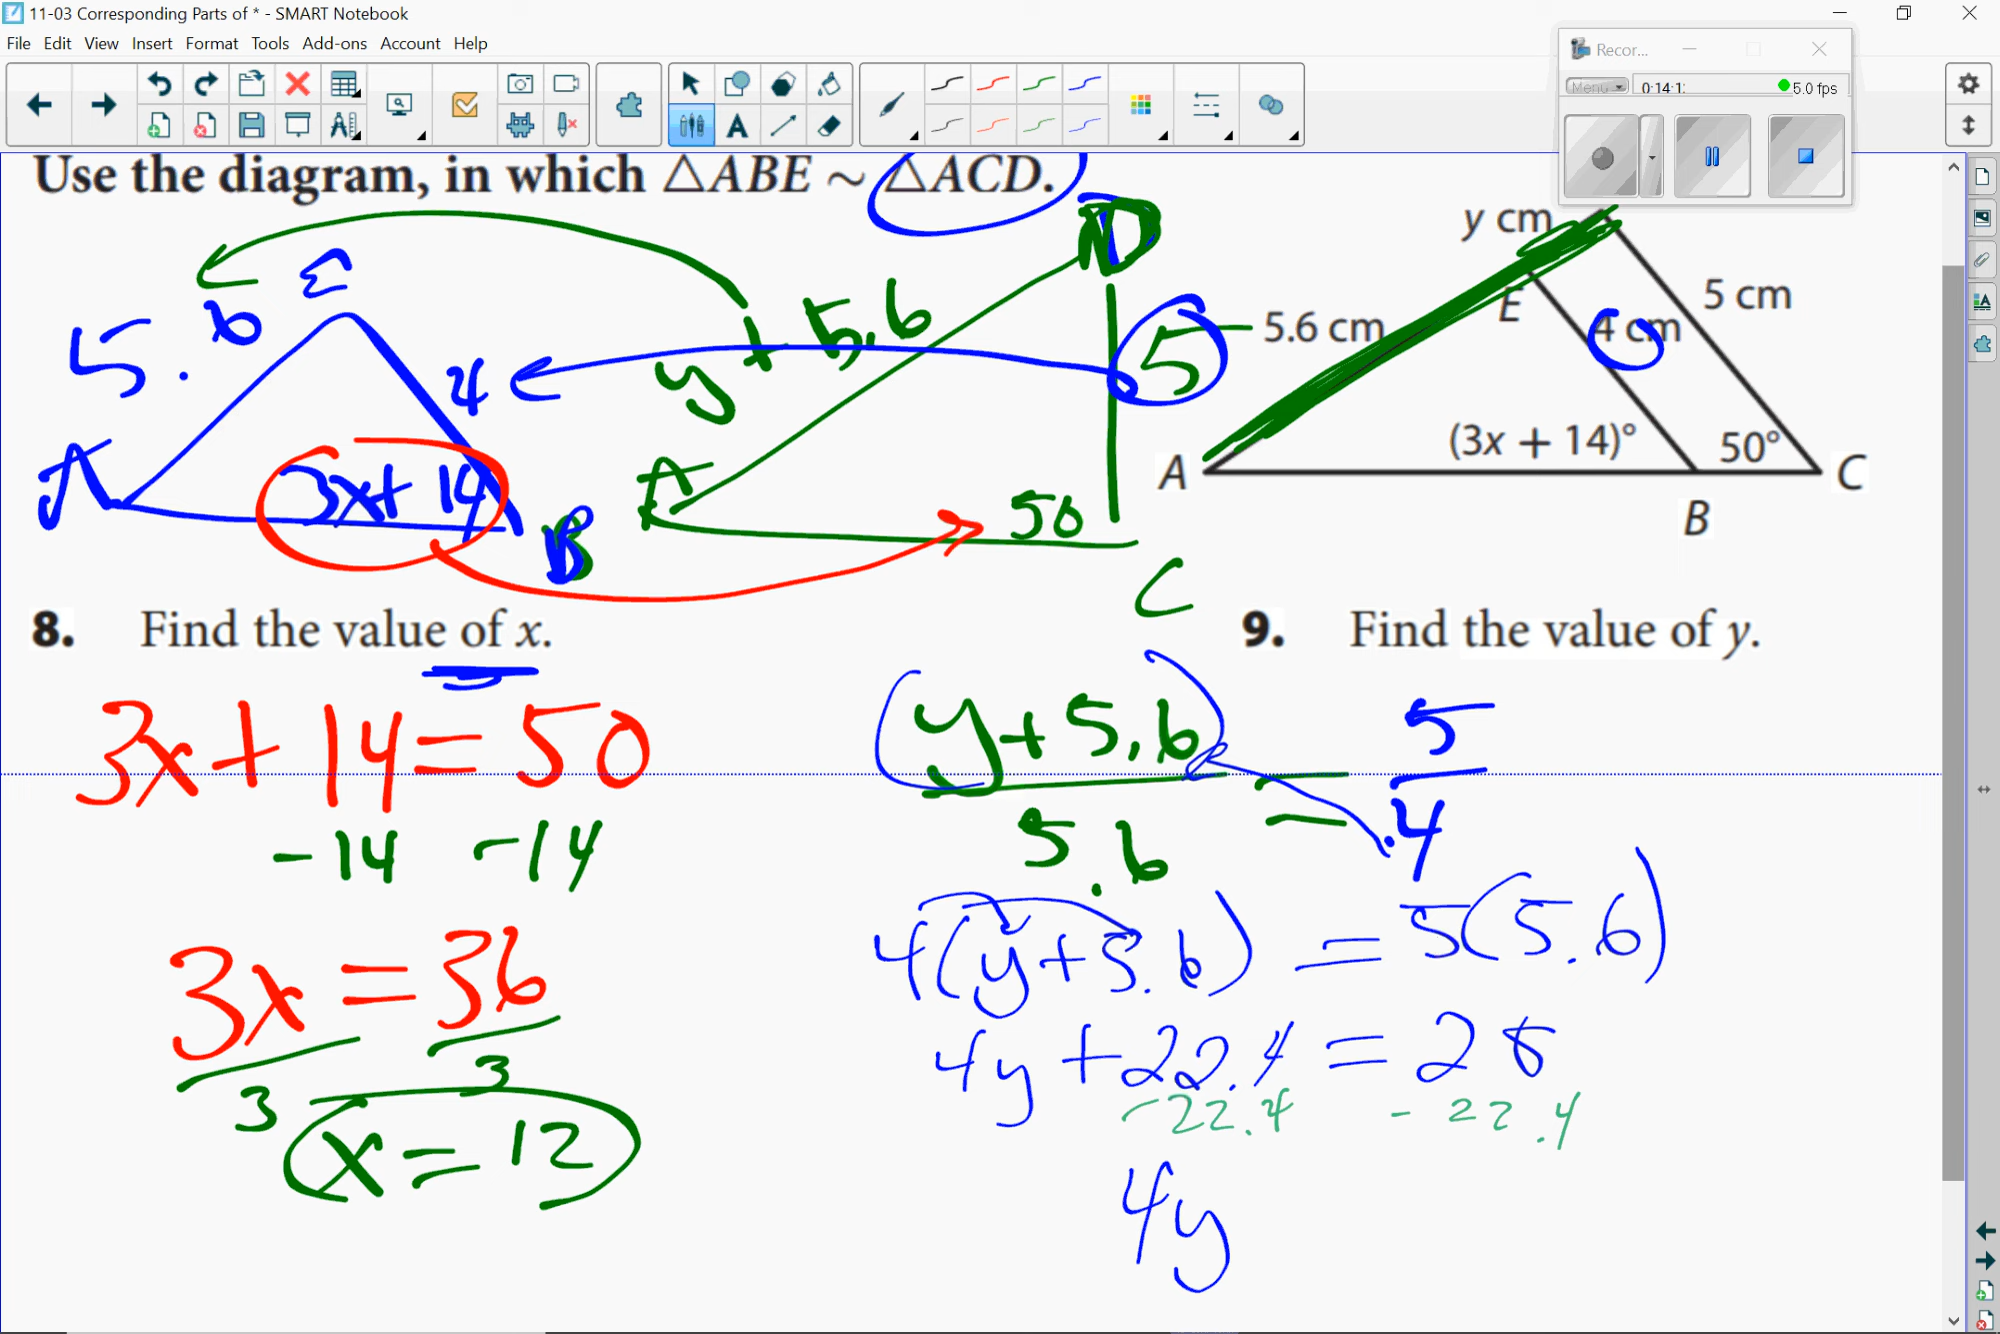 11-03 Corresponding Parts of * - SMART Notebook
File Edit View Insert Format Tools Add-ons Account Help
Recor...
Menu 0:14:1 5.0 fps
Use the diagram, in which △ABE ~ △ACD.
E
5.6
4
A
3x+14
B
D
y+5.6
5
A
50
C
y cm
5.6 cm
E
4 cm
5 cm
(3x + 14)°
50°
A
B
C
8. Find the value of x.
3x+14=50
-14 -14
3x=36
3 3
x=12
9. Find the value of y.
(y+5.6) = 5
5.6 4
4(y+5.6) = 5(5.6)
4y+22.4 = 28
-22.4 -22.4
4y